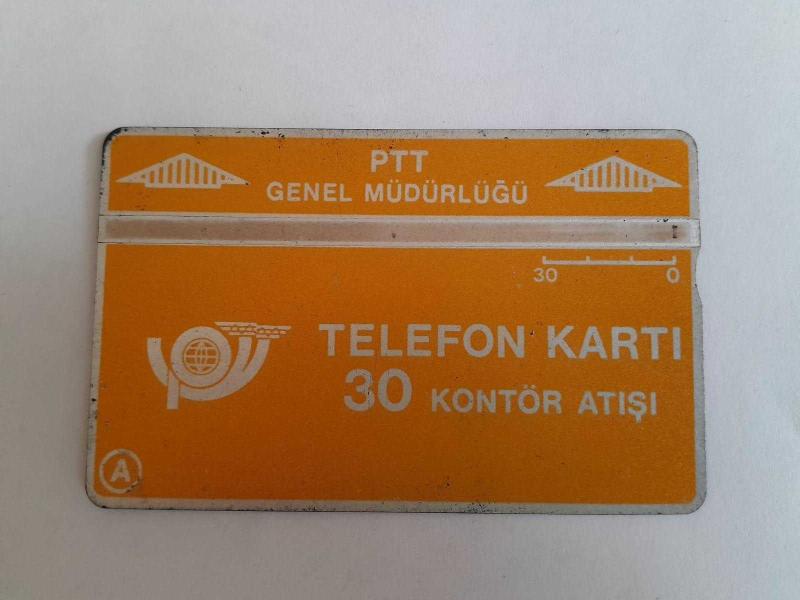 PTT
GENEL MÜDÜRLÜĞÜ
30 0
TELEFON KARTI
30 KONTÖR ATIŞI
A